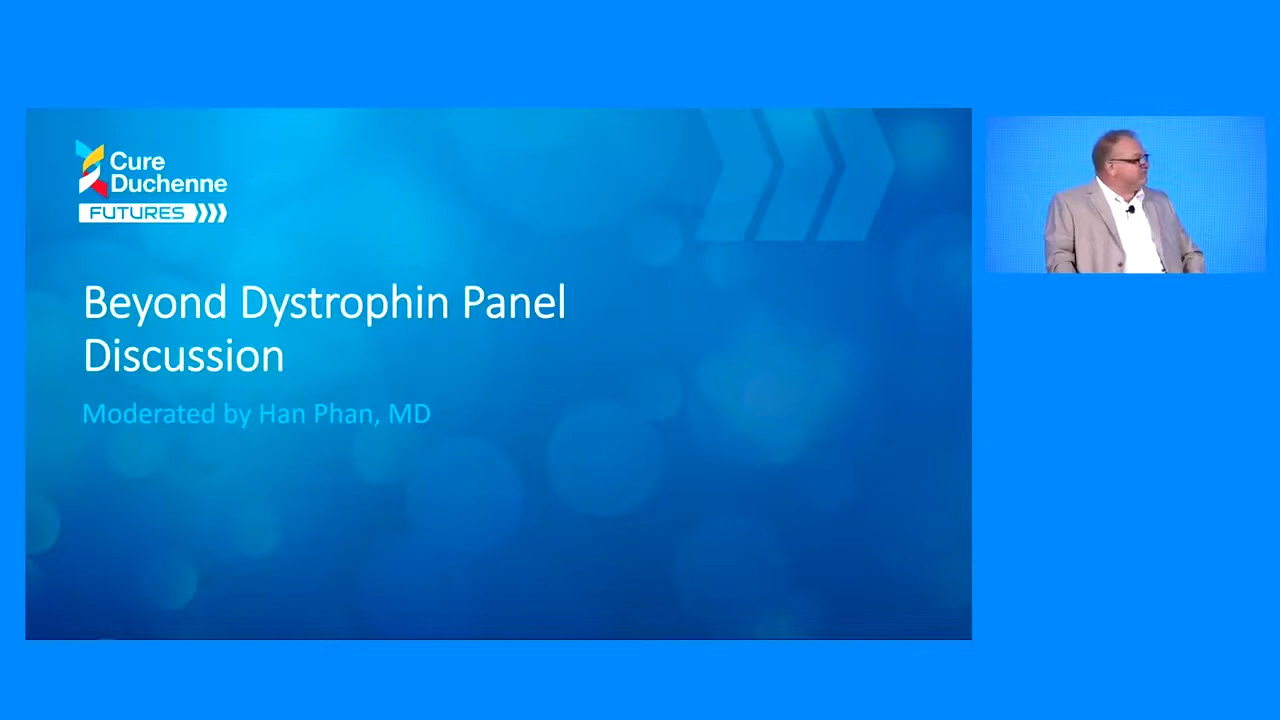 Cure
Duchenne
FUTURES
Beyond Dystrophin Panel
Discussion
Moderated by Han Phan, MD